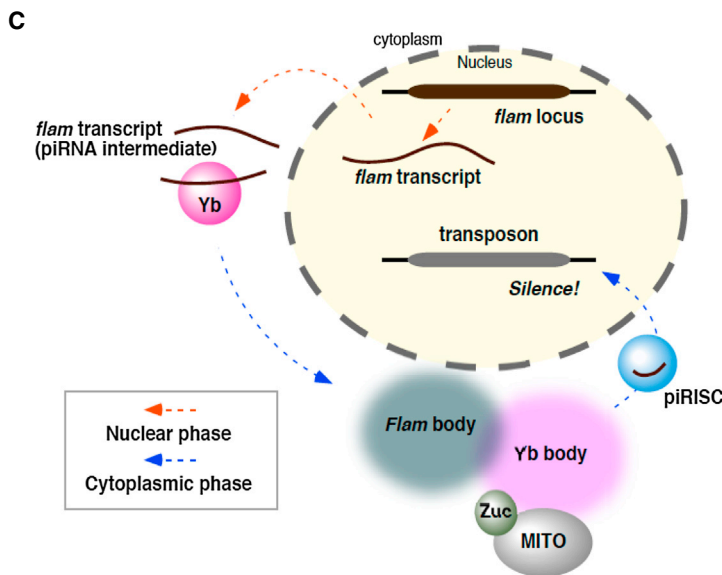 C
cytoplasm
Nucleus
flam locus
flam transcript
(piRNA intermediate)
Yb
flam transcript
transposon
Silence!
piRISC
Flam body
Yb body
Zuc
MITO
Nuclear phase
Cytoplasmic phase